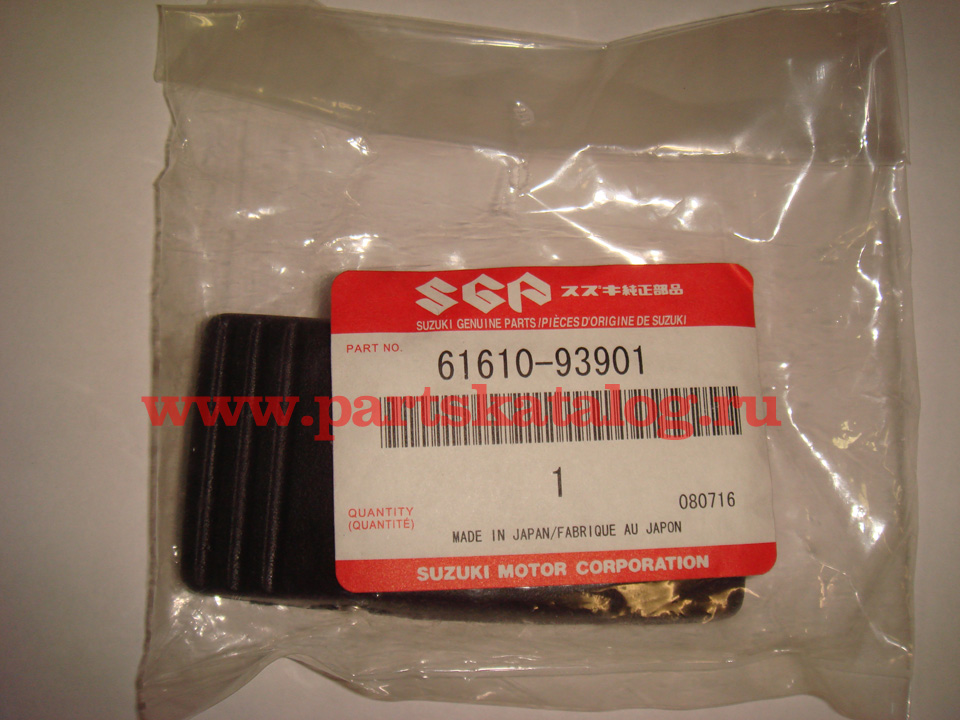 SGP スズキ純正部品
SUZUKI GENUINE PARTS/PIÈCES D'ORIGINE DE SUZUKI
PART NO. 61610-93901
www.partskatalog.ru
1
QUANTITY
(QUANTITÉ)
080716
MADE IN JAPAN/FABRIQUE AU JAPON
SUZUKI MOTOR CORPORATION